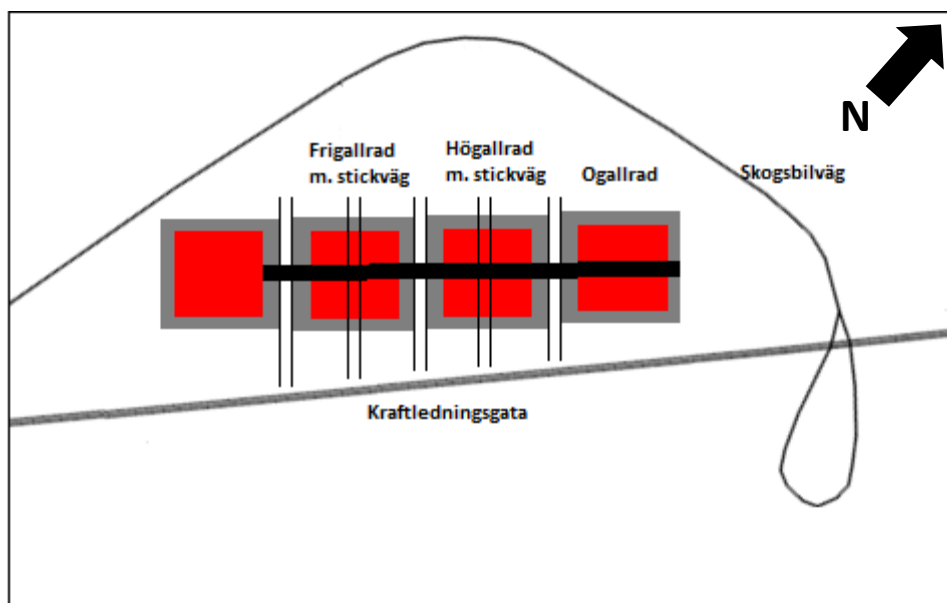 N
Frigallrad
m. stickväg
Högallrad
m. stickväg
Ogallrad
Skogsbilväg
Kraftledningsgata